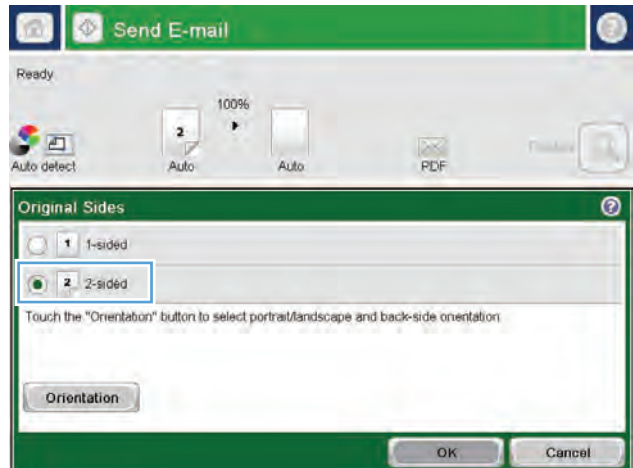 Send E-mail
Ready
100%
2
Auto detect
Auto
Auto
PDF
Preview
Original Sides
1 1-sided
2 2-sided
Touch the "Orientation" button to select portrait/landscape and back-side orientation
Orientation
OK
Cancel